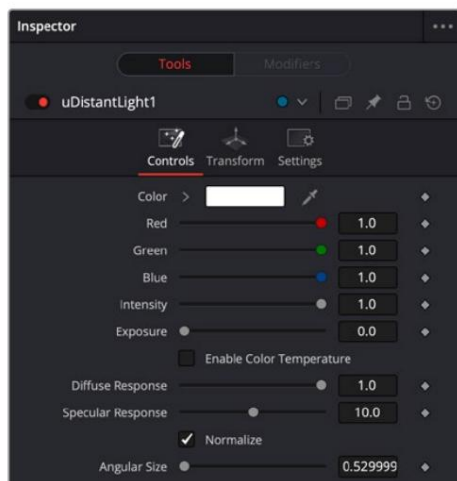 Inspector
Tools Modifiers
uDistantLight1
Controls Transform Settings
Color
Red 1.0
Green 1.0
Blue 1.0
Intensity 1.0
Exposure 0.0
Enable Color Temperature
Diffuse Response 1.0
Specular Response 10.0
Normalize
Angular Size 0.529999